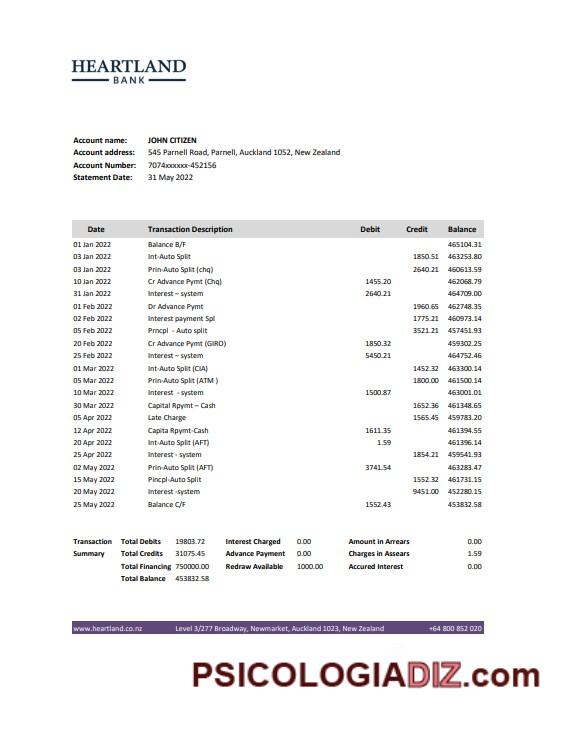 HEARTLAND
BANK
Account name: JOHN CITIZEN
Account address: 545 Parnell Road, Parnell, Auckland 1052, New Zealand
Account Number: 7074xxxxxx-452156
Statement Date: 31 May 2022
Date Transaction Description Debit Credit Balance
01 Jan 2022 Balance B/F 465104.31
03 Jan 2022 Int-Auto Split 1850.51 463253.80
03 Jan 2022 Prin-Auto Split (chq) 2640.21 460613.59
10 Jan 2022 Cr Advance Pymt (Chq) 1455.20 462068.79
31 Jan 2022 Interest – system 2640.21 464709.00
01 Feb 2022 Dr Advance Pymt 1960.65 462748.35
02 Feb 2022 Interest payment Spl 1775.21 460973.14
05 Feb 2022 Prncpl - Auto split 3521.21 457451.93
20 Feb 2022 Cr Advance Pymt (GIRO) 1850.32 459302.25
25 Feb 2022 Interest – system 5450.21 464752.46
01 Mar 2022 Int-Auto Split (CIA) 1452.32 463300.14
05 Mar 2022 Prin-Auto Split (ATM ) 1800.00 461500.14
10 Mar 2022 Interest - system 1500.87 463001.01
30 Mar 2022 Capital Rpymt – Cash 1652.36 461348.65
05 Apr 2022 Late Charge 1565.45 459783.20
12 Apr 2022 Capita Rpymt-Cash 1611.35 461394.55
20 Apr 2022 Int-Auto Split (AFT) 1.59 461396.14
25 Apr 2022 Interest - system 1854.21 459541.93
02 May 2022 Prin-Auto Split (AFT) 3741.54 463283.47
15 May 2022 Pincpl-Auto Split 1552.32 461731.15
20 May 2022 Interest -system 9451.00 452280.15
25 May 2022 Balance C/F 1552.43 453832.58
Transaction Total Debits 19803.72 Interest Charged 0.00 Amount in Arrears 0.00
Summary Total Credits 31075.45 Advance Payment 0.00 Charges in Assears 1.59
Total Financing 750000.00 Redraw Available 1000.00 Accured Interest 0.00
Total Balance 453832.58
www.heartland.co.nz Level 3/277 Broadway, Newmarket, Auckland 1023, New Zealand +64 800 852 020
PSICOLOGIADIZ.com